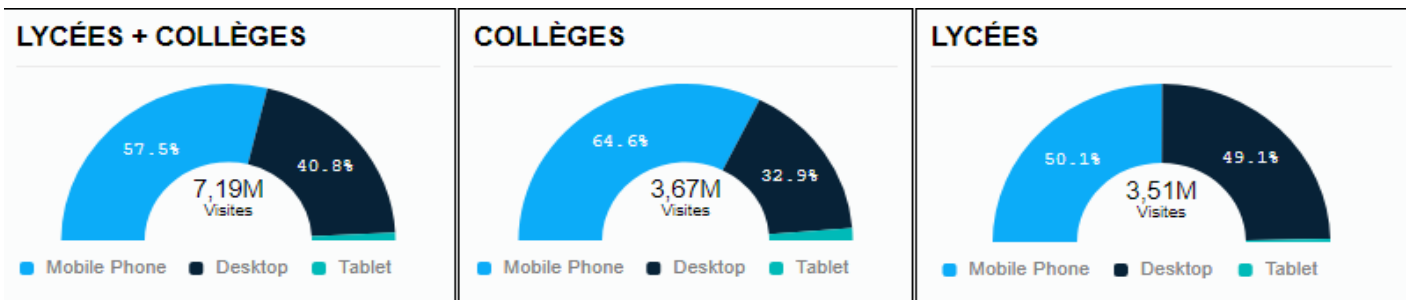 LYCÉES + COLLÈGES
57.5%
40.8%
7,19M
Visites
Mobile Phone Desktop Tablet
COLLÈGES
64.6%
32.9%
3,67M
Visites
Mobile Phone Desktop Tablet
LYCÉES
50.1%
49.1%
3,51M
Visites
Mobile Phone Desktop Tablet